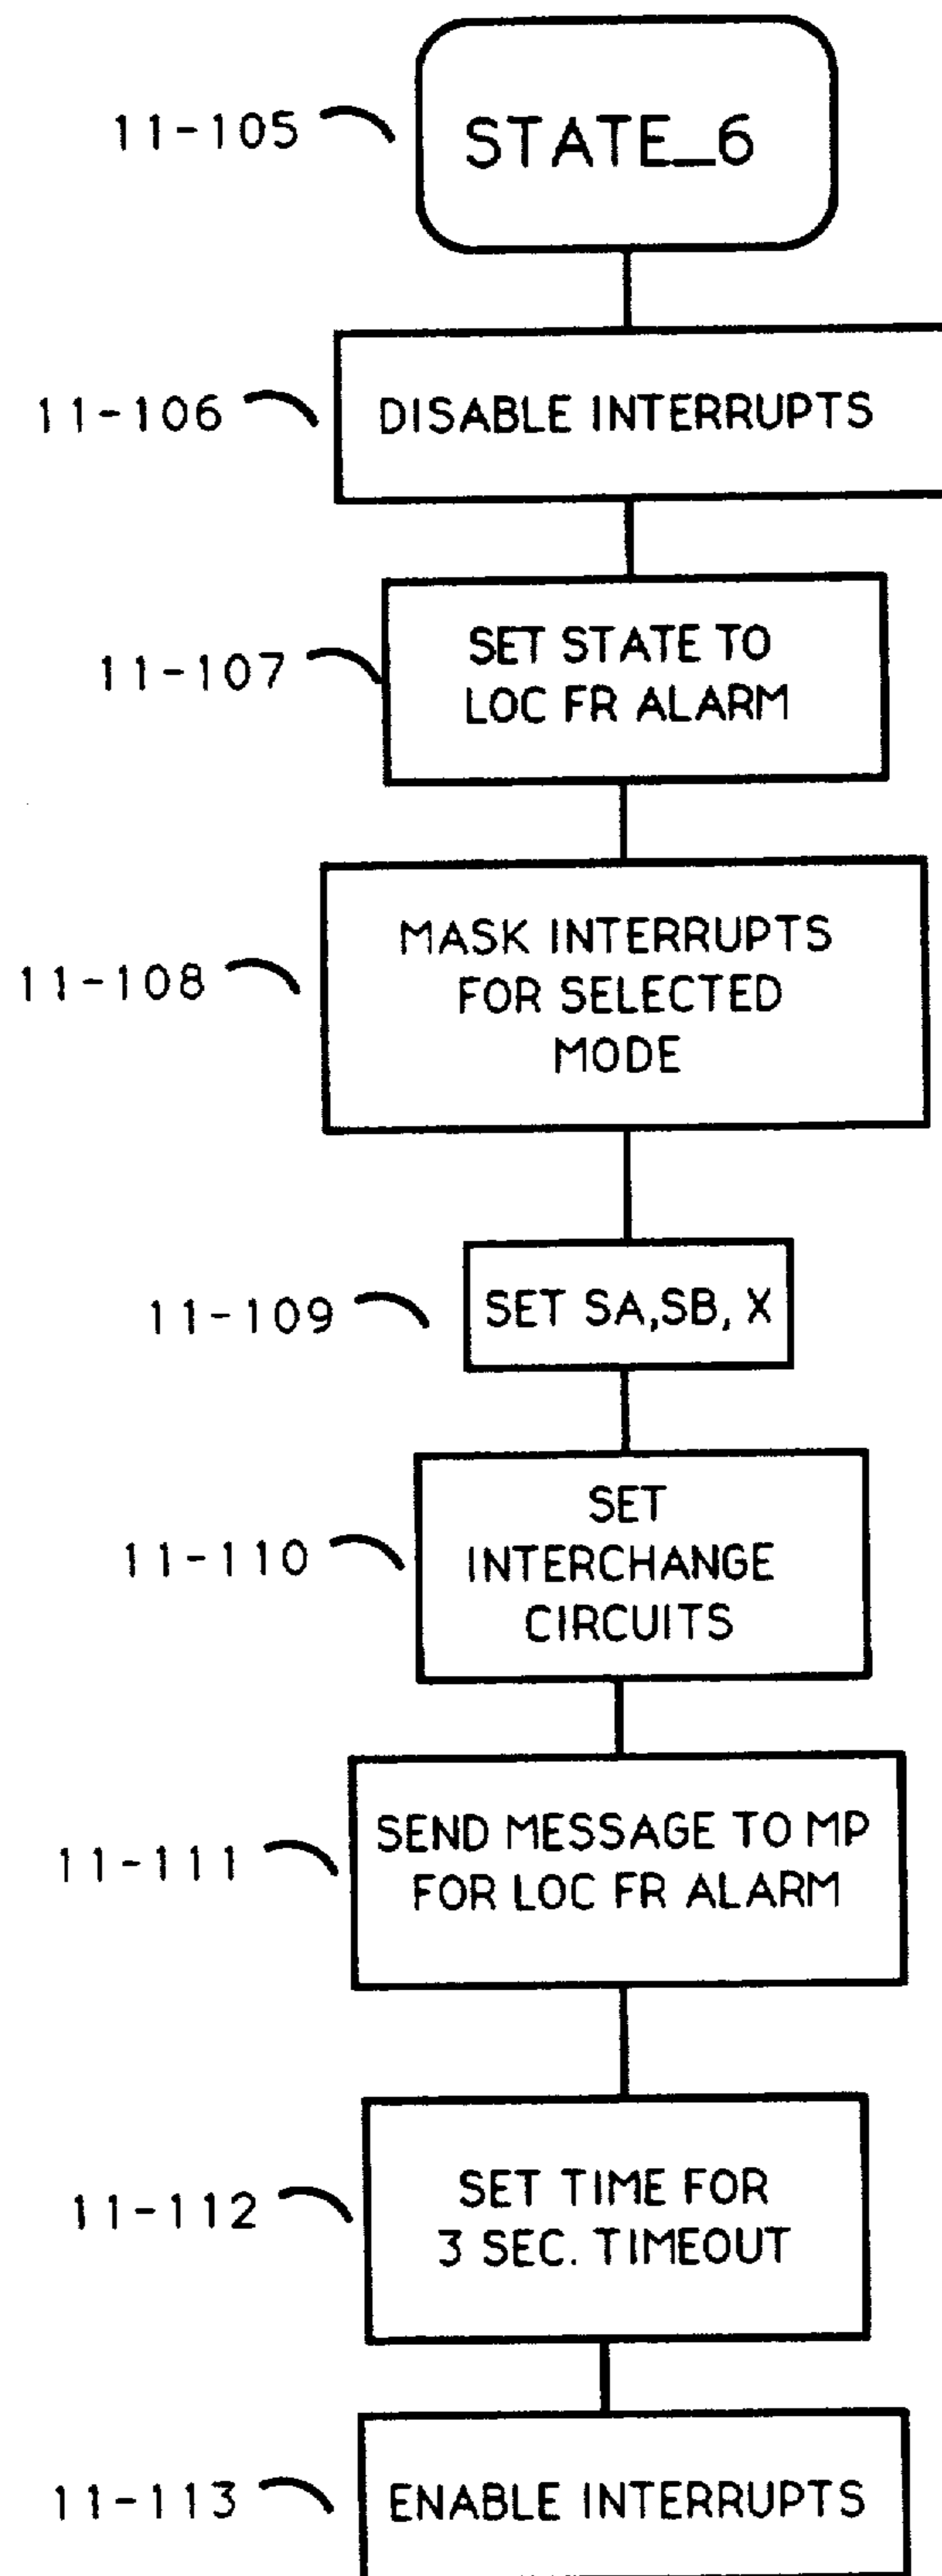 11-105
STATE_6
11-106
DISABLE INTERRUPTS
11-107
SET STATE TO
LOC FR ALARM
11-108
MASK INTERRUPTS
FOR SELECTED
MODE
11-109
SET SA,SB, X
11-110
SET
INTERCHANGE
CIRCUITS
11-111
SEND MESSAGE TO MP
FOR LOC FR ALARM
11-112
SET TIME FOR
3 SEC. TIMEOUT
11-113
ENABLE INTERRUPTS